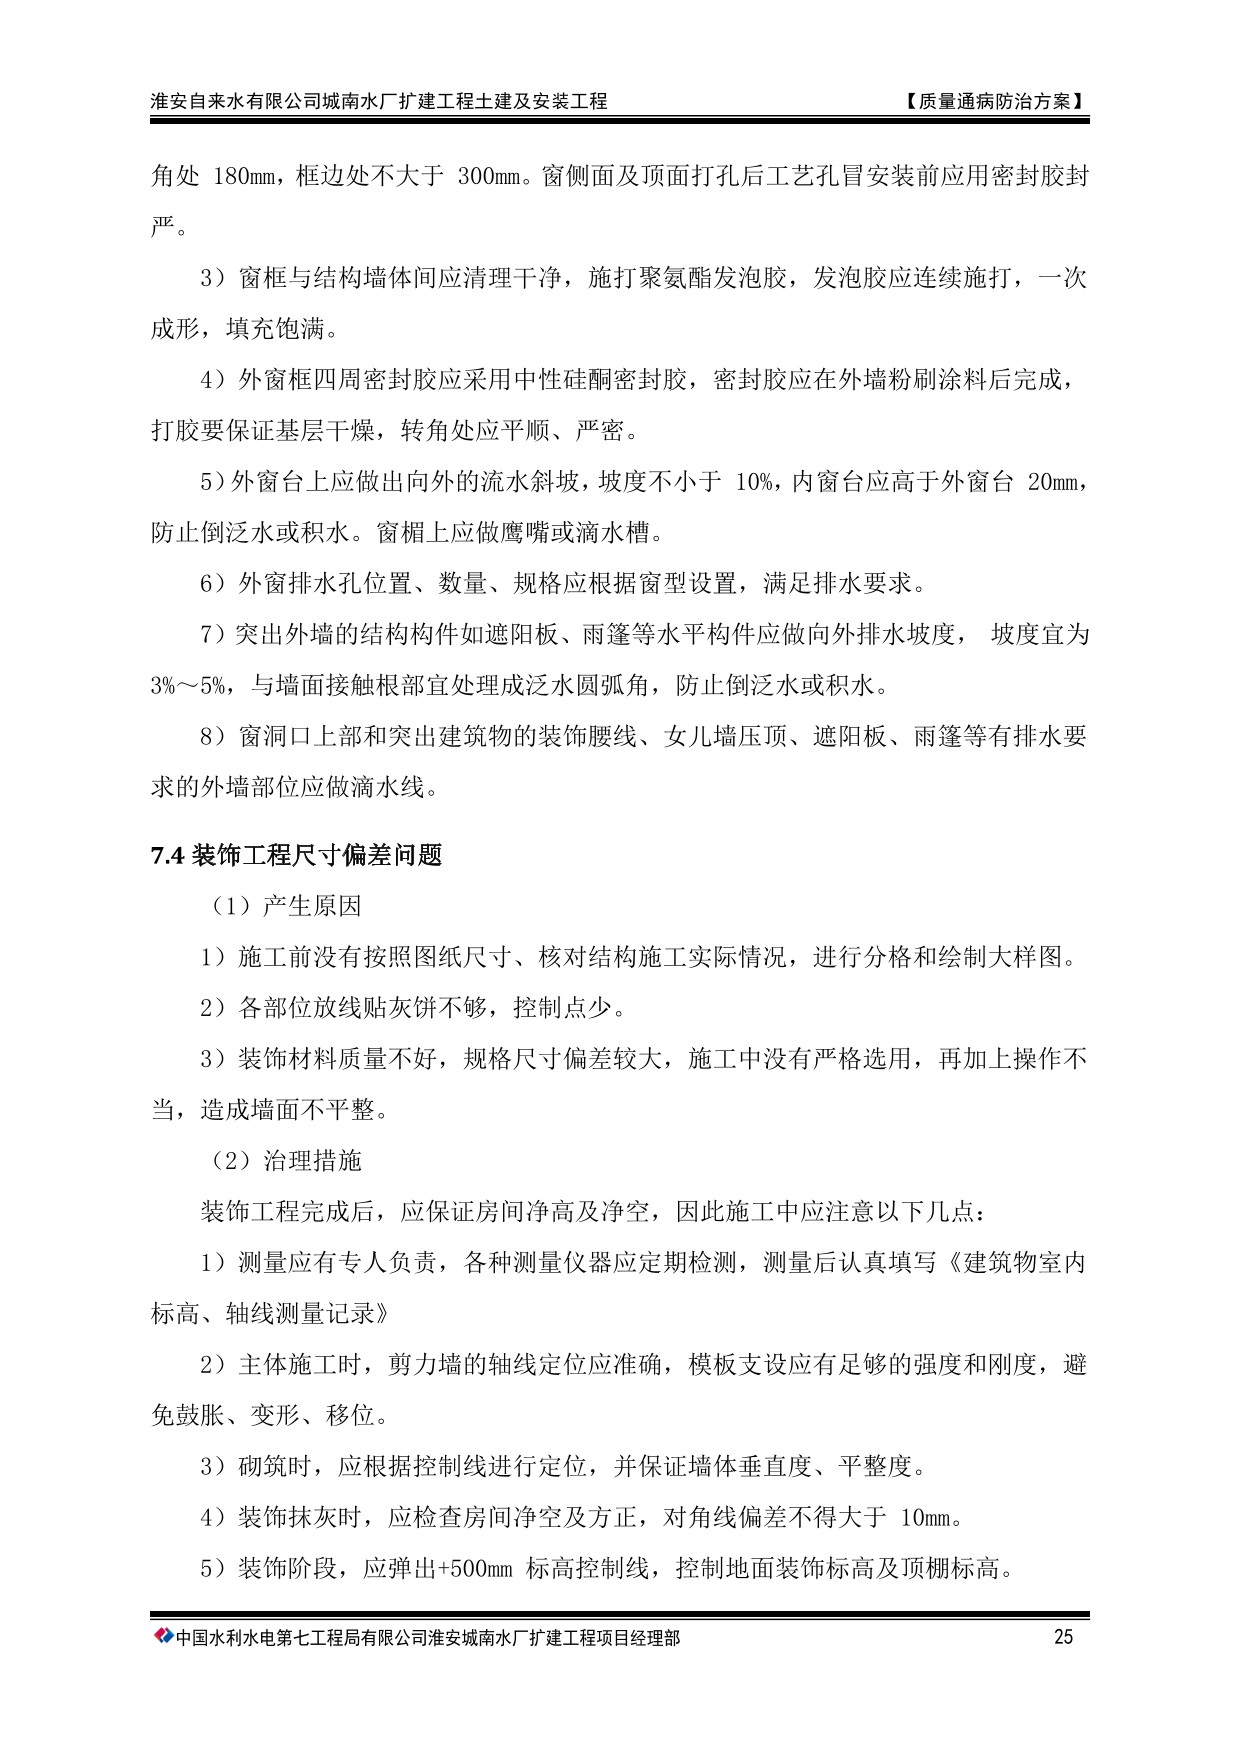 淮安自来水有限公司城南水厂扩建工程土建及安装工程 【质量通病防治方案】
角处 180mm，框边处不大于 300mm。窗侧面及顶面打孔后工艺孔冒安装前应用密封胶封
严。
3）窗框与结构墙体间应清理干净，施打聚氨酯发泡胶，发泡胶应连续施打，一次
成形，填充饱满。
4）外窗框四周密封胶应采用中性硅酮密封胶，密封胶应在外墙粉刷涂料后完成，
打胶要保证基层干燥，转角处应平顺、严密。
5）外窗台上应做出向外的流水斜坡，坡度不小于 10%，内窗台应高于外窗台 20mm，
防止倒泛水或积水。窗楣上应做鹰嘴或滴水槽。
6）外窗排水孔位置、数量、规格应根据窗型设置，满足排水要求。
7）突出外墙的结构构件如遮阳板、雨篷等水平构件应做向外排水坡度， 坡度宜为
3%～5%，与墙面接触根部宜处理成泛水圆弧角，防止倒泛水或积水。
8）窗洞口上部和突出建筑物的装饰腰线、女儿墙压顶、遮阳板、雨篷等有排水要
求的外墙部位应做滴水线。
7.4 装饰工程尺寸偏差问题
（1）产生原因
1）施工前没有按照图纸尺寸、核对结构施工实际情况，进行分格和绘制大样图。
2）各部位放线贴灰饼不够，控制点少。
3）装饰材料质量不好，规格尺寸偏差较大，施工中没有严格选用，再加上操作不
当，造成墙面不平整。
（2）治理措施
装饰工程完成后，应保证房间净高及净空，因此施工中应注意以下几点：
1）测量应有专人负责，各种测量仪器应定期检测，测量后认真填写《建筑物室内
标高、轴线测量记录》
2）主体施工时，剪力墙的轴线定位应准确，模板支设应有足够的强度和刚度，避
免鼓胀、变形、移位。
3）砌筑时，应根据控制线进行定位，并保证墙体垂直度、平整度。
4）装饰抹灰时，应检查房间净空及方正，对角线偏差不得大于 10mm。
5）装饰阶段，应弹出+500mm 标高控制线，控制地面装饰标高及顶棚标高。
中国水利水电第七工程局有限公司淮安城南水厂扩建工程项目经理部 25